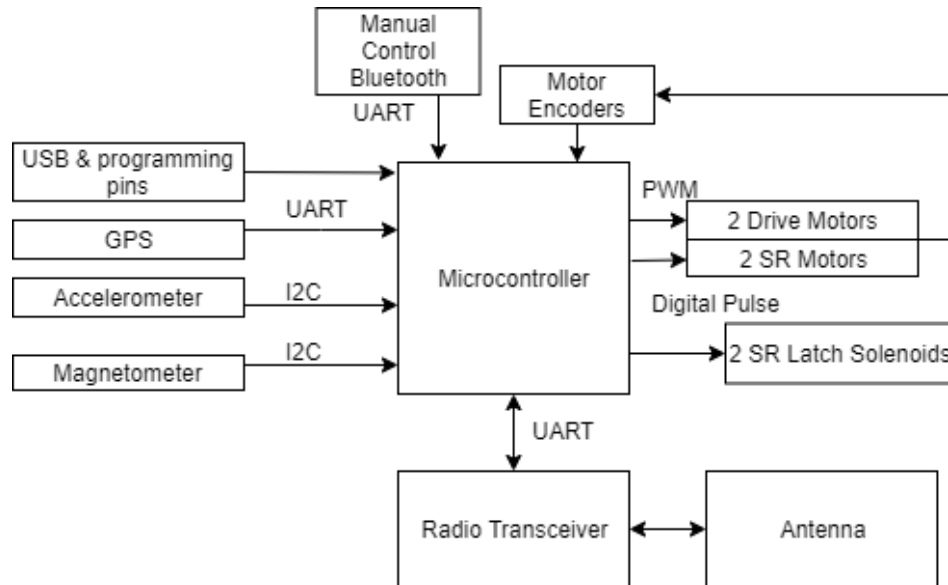 Manual
Control
Bluetooth
UART
Motor
Encoders
USB & programming
pins
UART
GPS
Accelerometer
I2C
I2C
Magnetometer
Microcontroller
PWM
2 Drive Motors
2 SR Motors
Digital Pulse
2 SR Latch Solenoids
UART
Radio Transceiver
Antenna